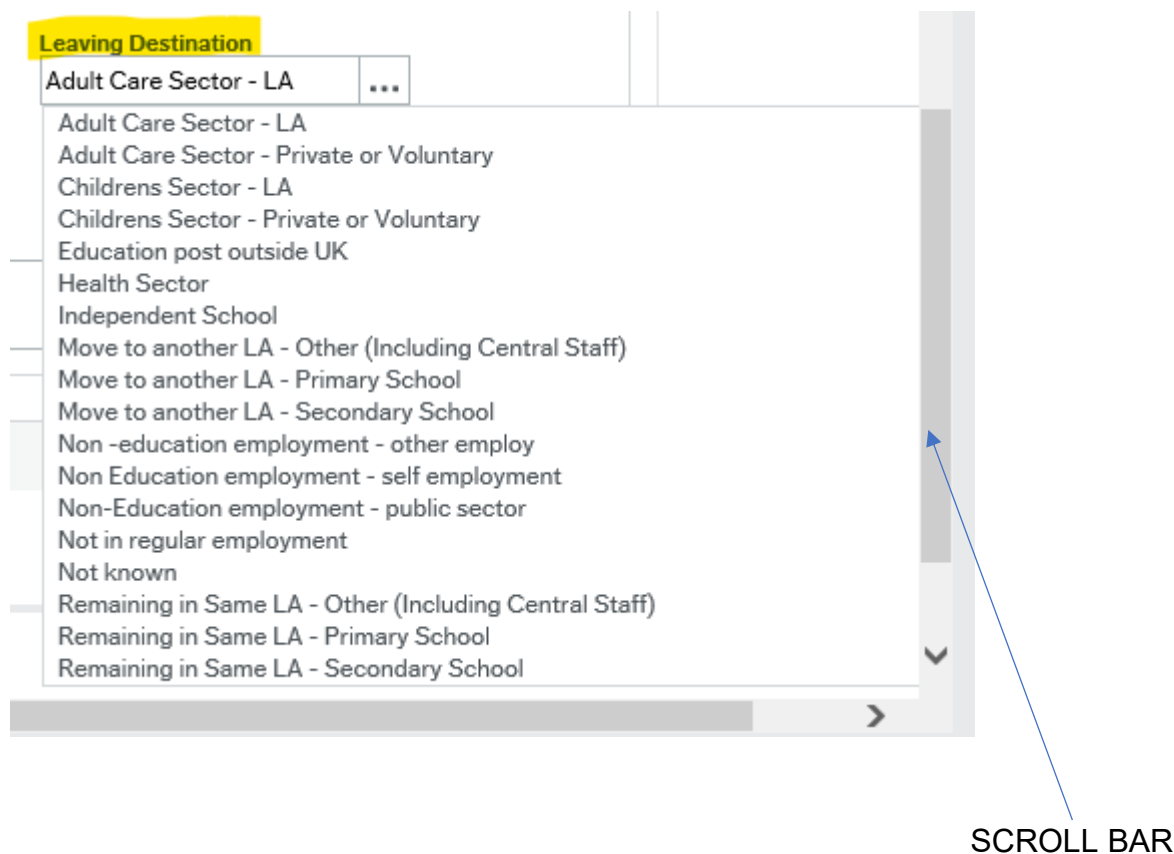 Leaving Destination
Adult Care Sector - LA ...
Adult Care Sector - LA
Adult Care Sector - Private or Voluntary
Childrens Sector - LA
Childrens Sector - Private or Voluntary
Education post outside UK
Health Sector
Independent School
Move to another LA - Other (Including Central Staff)
Move to another LA - Primary School
Move to another LA - Secondary School
Non -education employment - other employ
Non Education employment - self employment
Non-Education employment - public sector
Not in regular employment
Not known
Remaining in Same LA - Other (Including Central Staff)
Remaining in Same LA - Primary School
Remaining in Same LA - Secondary School
SCROLL BAR